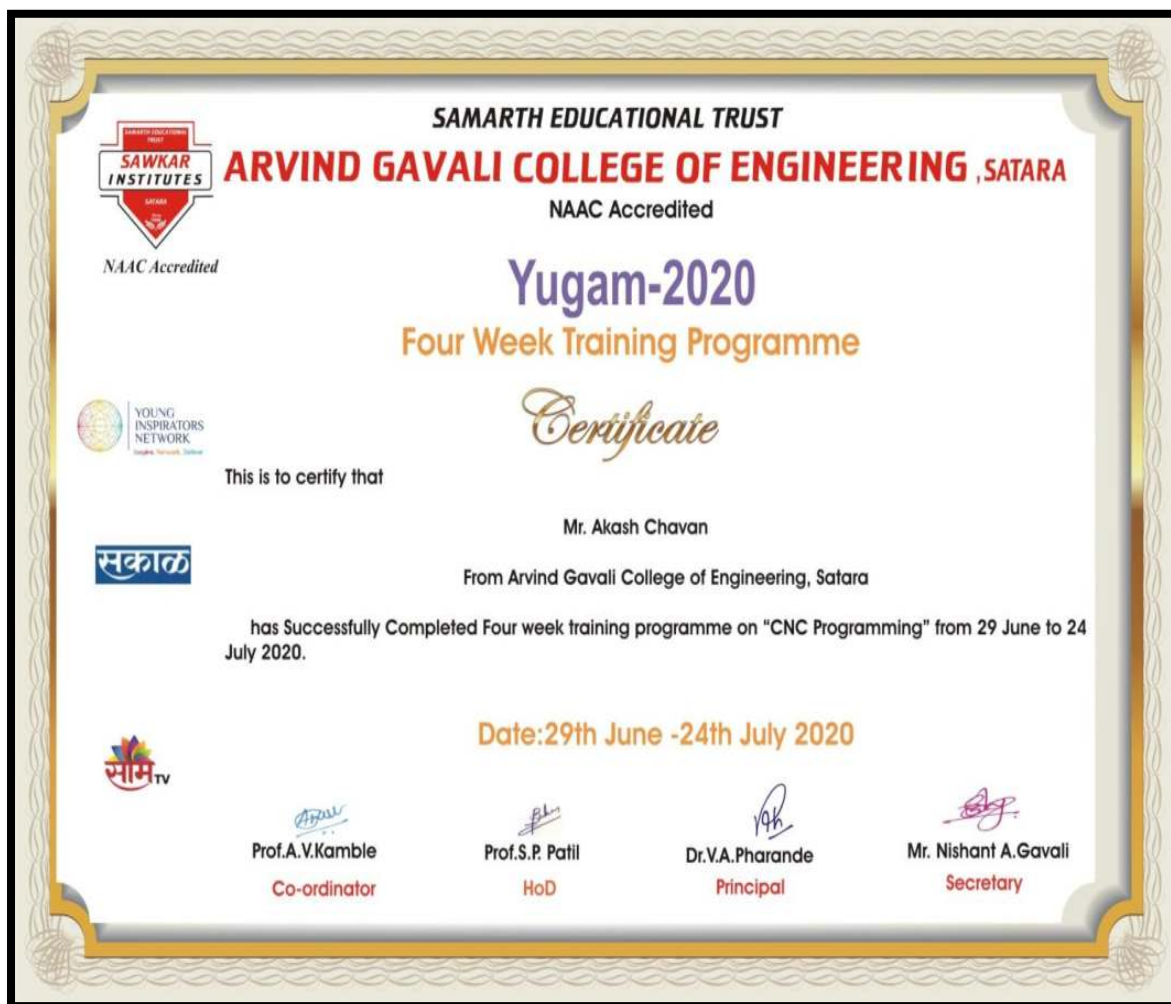 SAMARTH EDUCATIONAL TRUST
ARVIND GAVALI COLLEGE OF ENGINEERING ,SATARA
NAAC Accredited
SAMARTH EDUCATIONAL
TRUST
SAWKAR
INSTITUTES
SATARA
NAAC Accredited
Yugam-2020
Four Week Training Programme
Certificate
YOUNG
INSPIRATORS
NETWORK
This is to certify that
Mr. Akash Chavan
सकाळ
From Arvind Gavali College of Engineering, Satara
has Successfully Completed Four week training programme on “CNC Programming” from 29 June to 24
July 2020.
Date:29th June -24th July 2020
साम TV
Prof.A.V.Kamble
Prof.S.P. Patil
Dr.V.A.Pharande
Mr. Nishant A.Gavali
Co-ordinator
HoD
Principal
Secretary